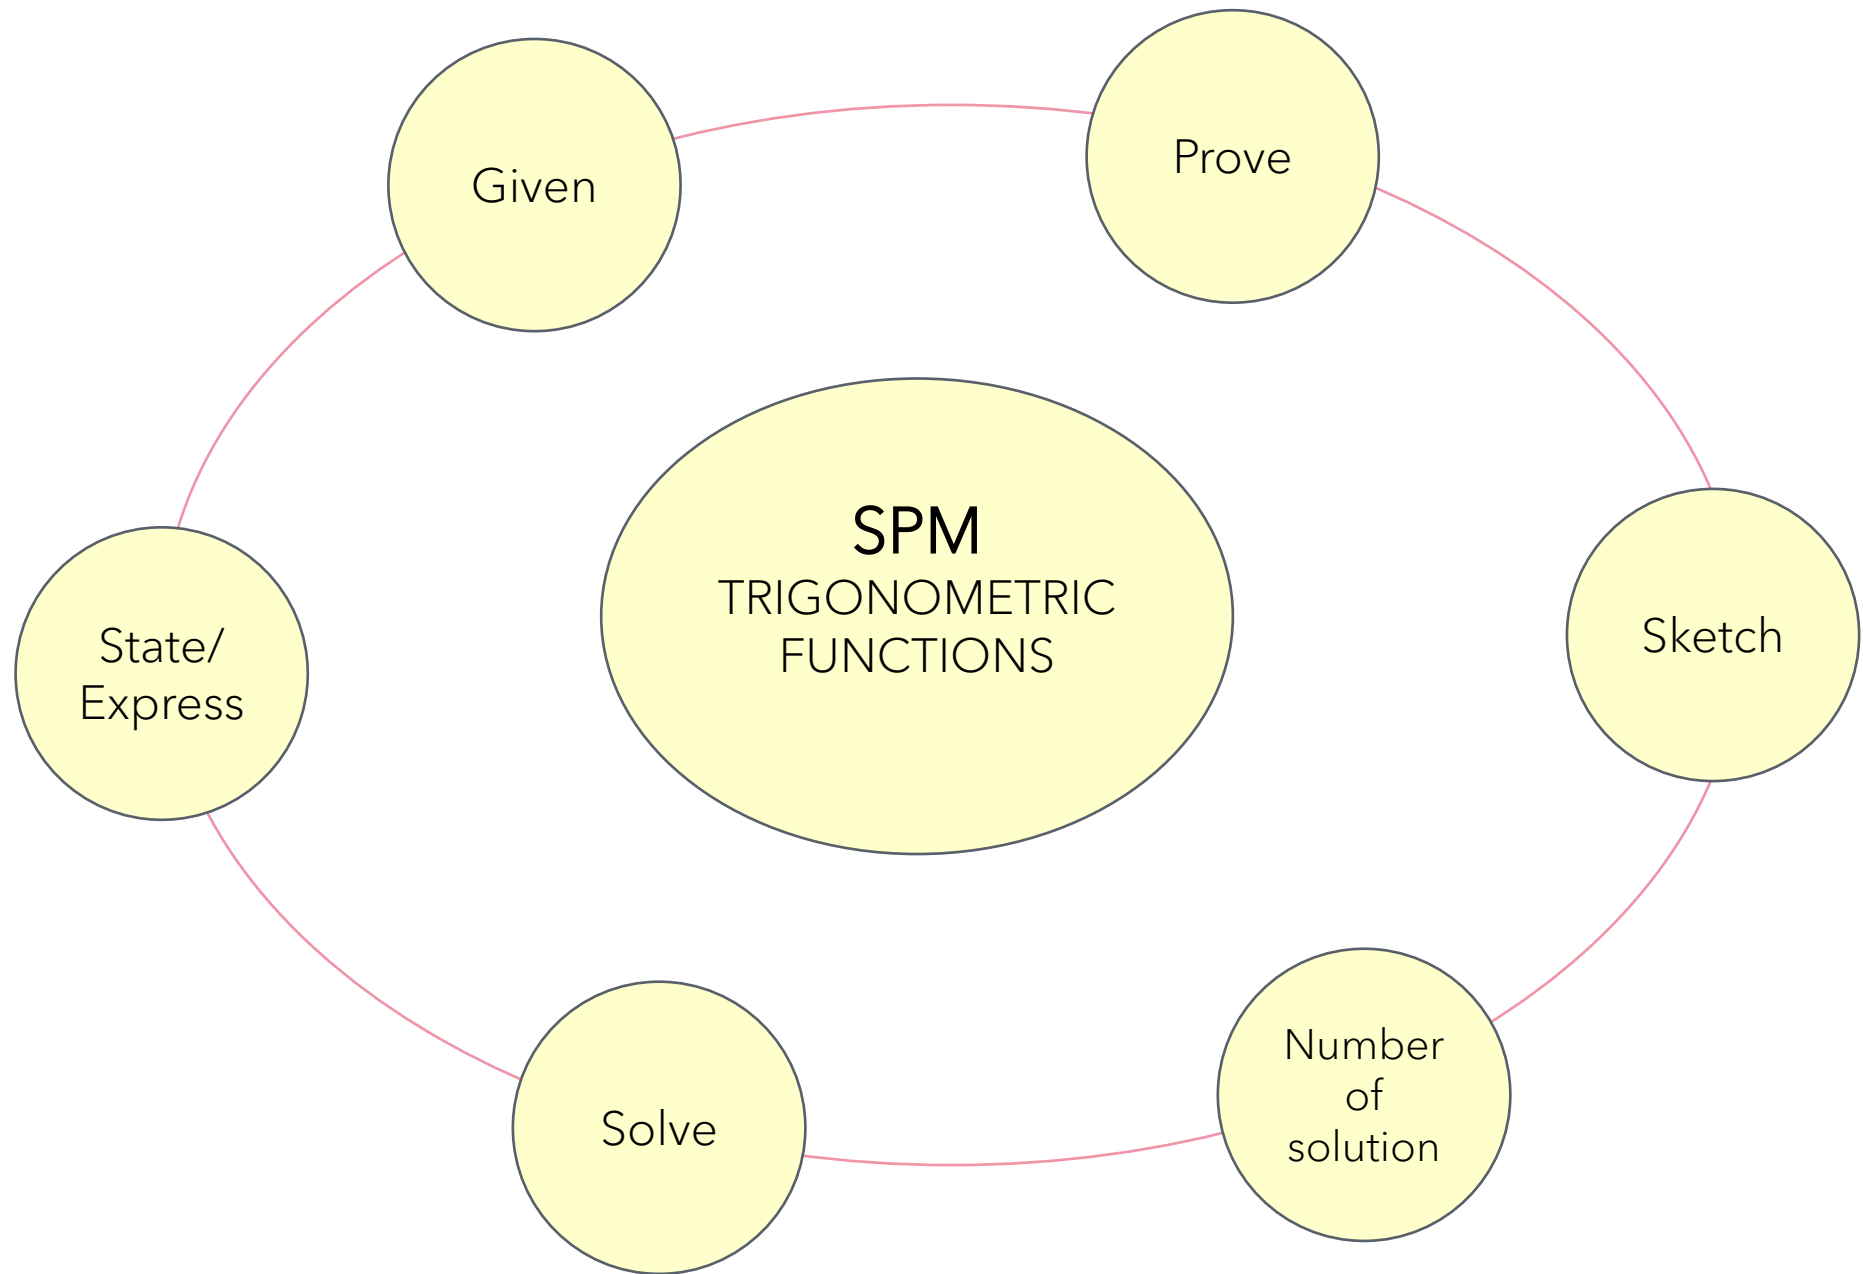 Given
Prove
SPM
TRIGONOMETRIC
FUNCTIONS
Sketch
State/
Express
Number
of
solution
Solve